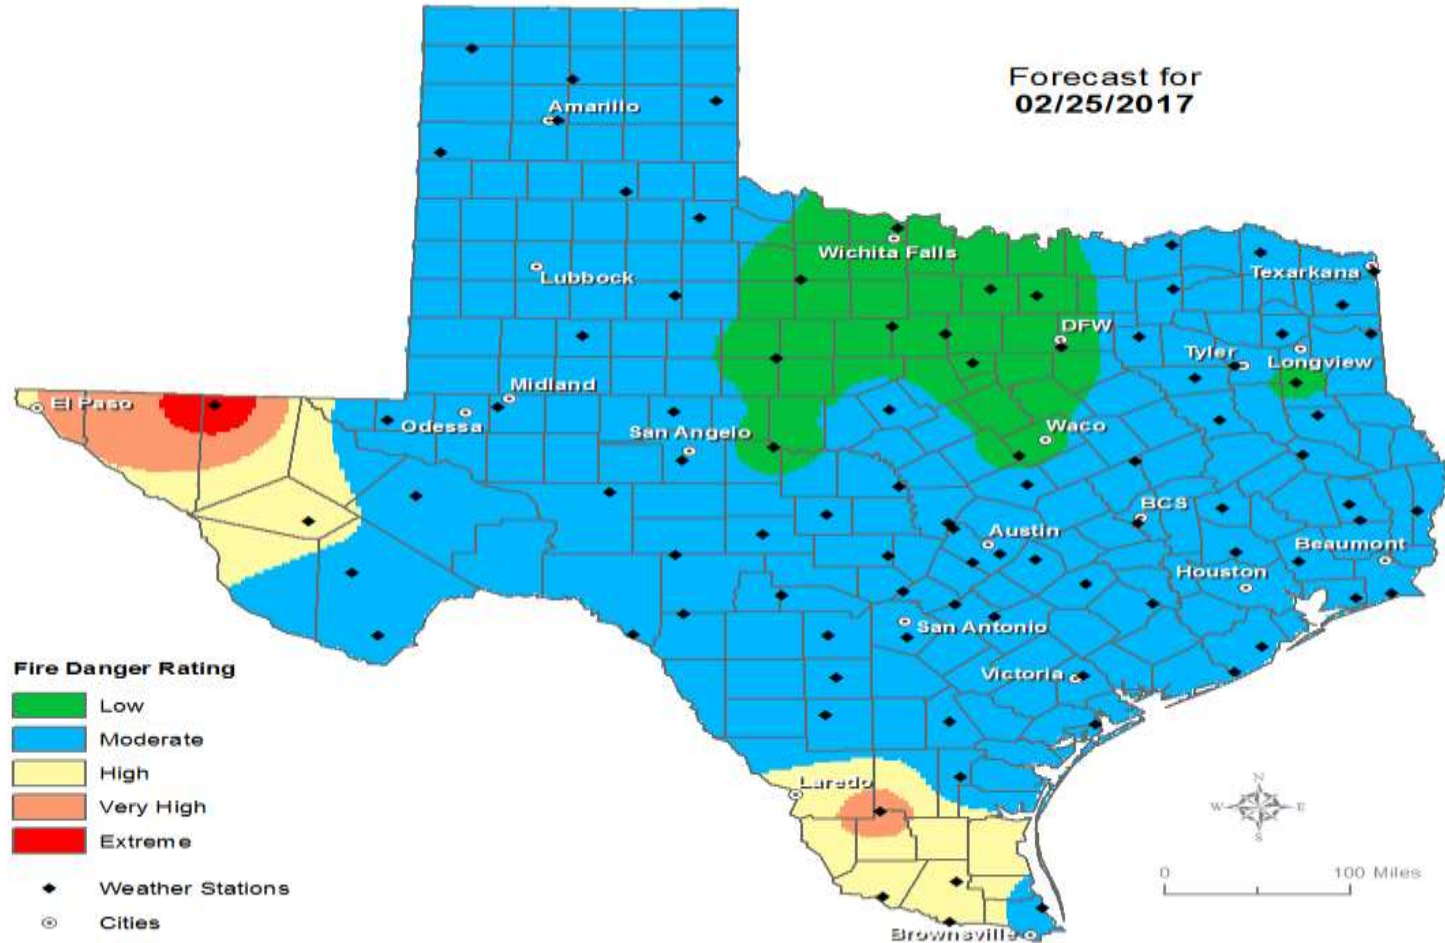 Forecast for
02/25/2017
Amarillo
Wichita Falls
Lubbock
Texarkana
DFW
Tyler
Longview
Midland
El Paso
Odessa
San Angelo
Waco
BCS
Austin
Beaumont
Houston
San Antonio
Victoria
Fire Danger Rating
Low
Moderate
High
Very High
Extreme
Weather Stations
Cities
Laredo
Brownsville
N
W
E
S
0
100 Miles